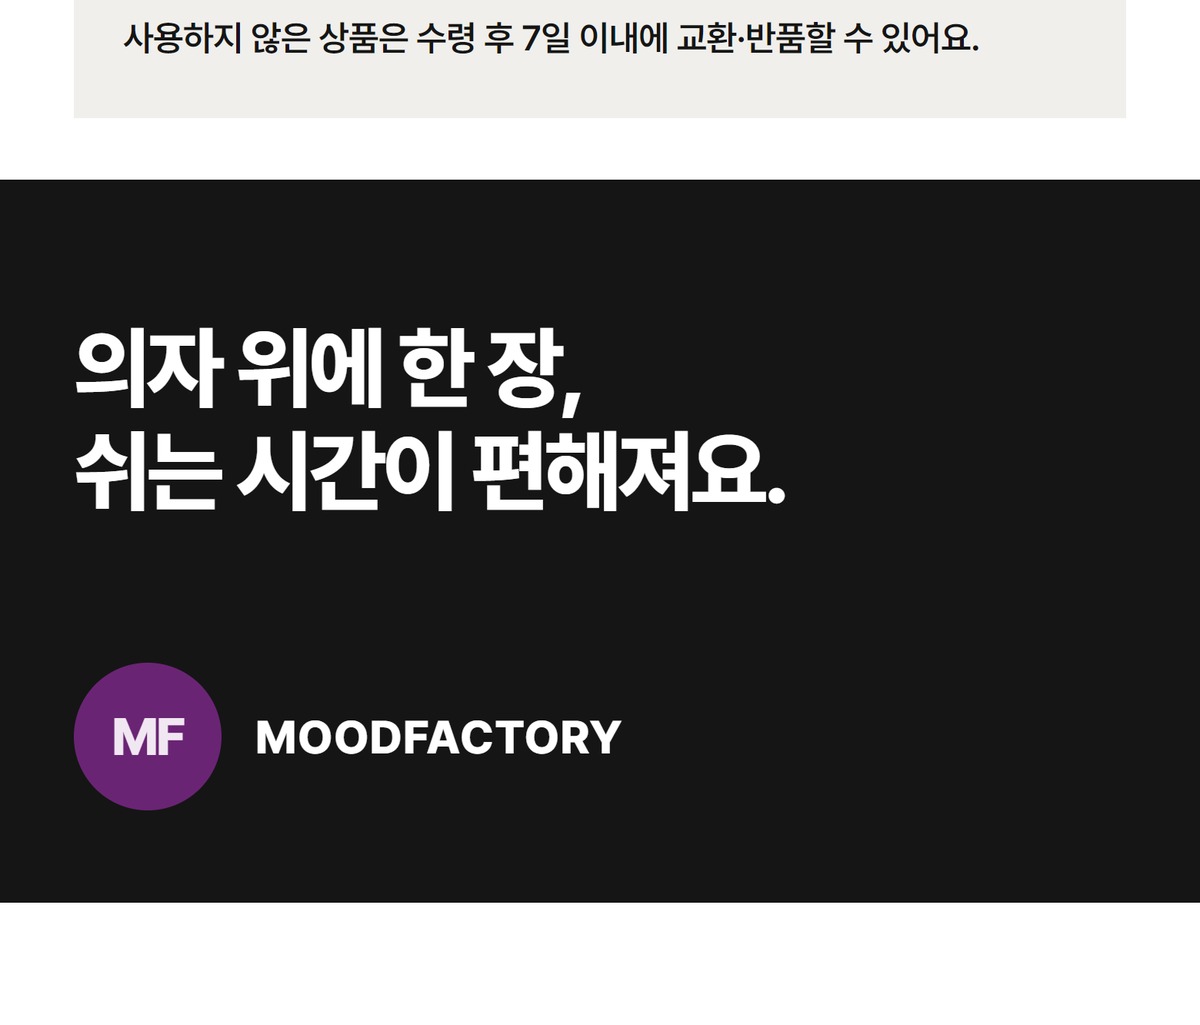 사용하지 않은 상품은 수령 후 7일 이내에 교환·반품할 수 있어요.
의자 위에 한 장,
쉬는 시간이 편해져요.
MF
MOODFACTORY